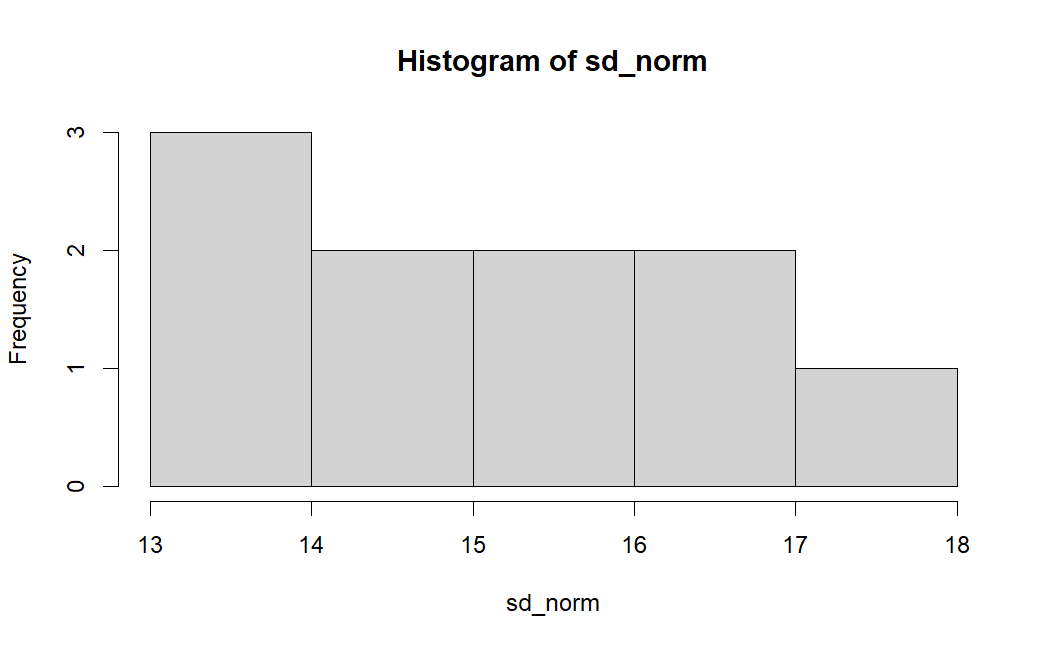 Histogram of sd_norm
Frequency
3
2
1
0
13 14 15 16 17 18
sd_norm